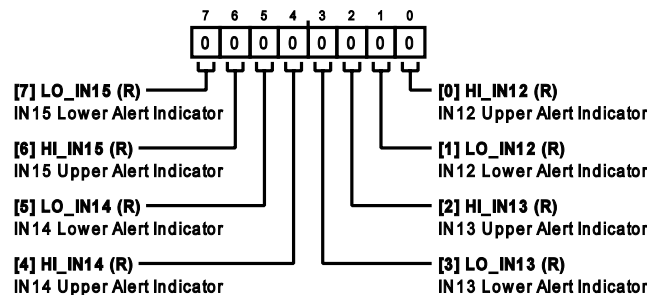 7 6 5 4 3 2 1 0
0 0 0 0 0 0 0 0
[7] LO_IN15 (R)
IN15 Lower Alert Indicator
[6] HI_IN15 (R)
IN15 Upper Alert Indicator
[5] LO_IN14 (R)
IN14 Lower Alert Indicator
[4] HI_IN14 (R)
IN14 Upper Alert Indicator
[0] HI_IN12 (R)
IN12 Upper Alert Indicator
[1] LO_IN12 (R)
IN12 Lower Alert Indicator
[2] HI_IN13 (R)
IN13 Upper Alert Indicator
[3] LO_IN13 (R)
IN13 Lower Alert Indicator